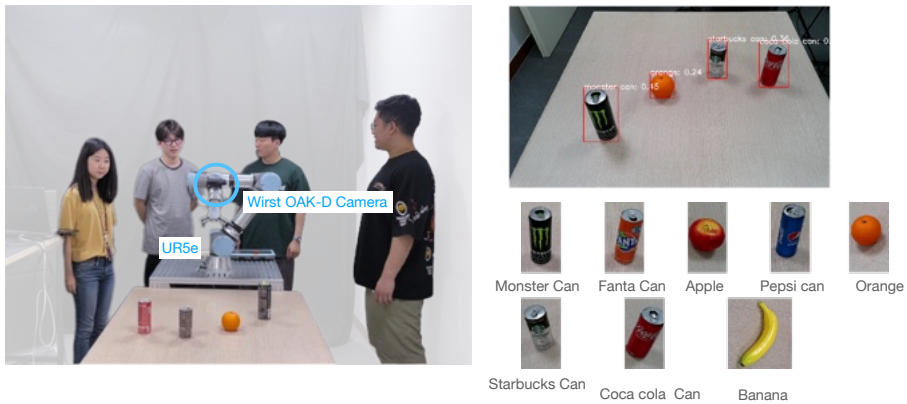 Wirst OAK-D Camera
UR5e
starbucks can: 0.36
coca cola can: 0.
orange: 0.24
monster can: 0.45
Monster Can
Fanta Can
Apple
Pepsi can
Orange
Starbucks Can
Coca cola Can
Banana